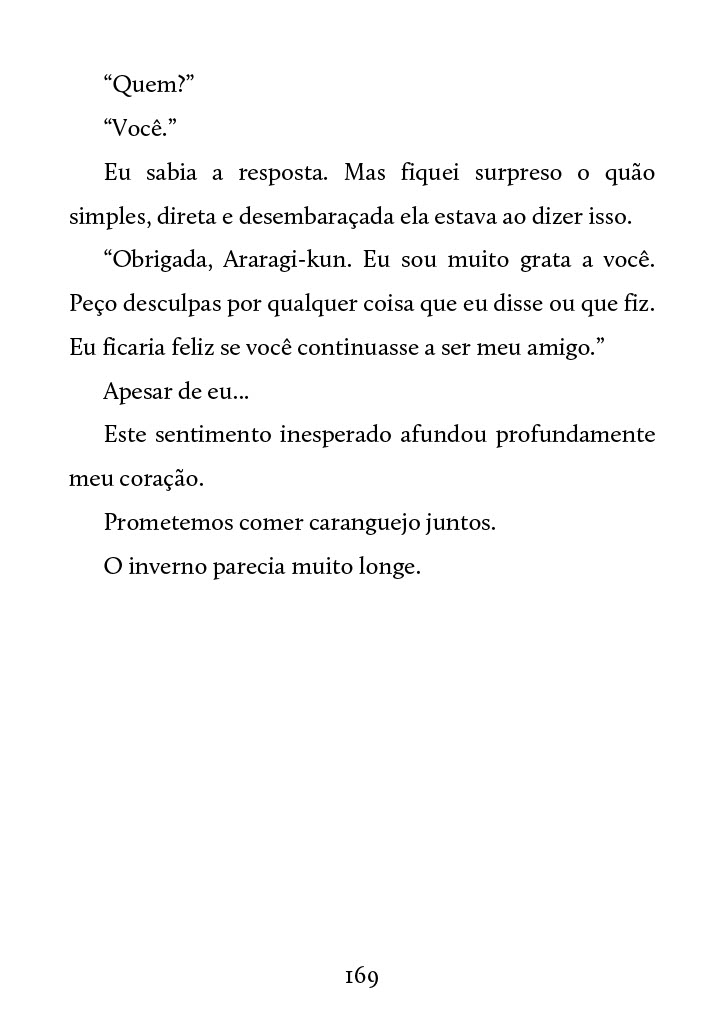 “Quem?”
“Você.”
Eu sabia a resposta. Mas fiquei surpreso o quão
simples, direta e desembaraçada ela estava ao dizer isso.
“Obrigada, Araragi-kun. Eu sou muito grata a você.
Peço desculpas por qualquer coisa que eu disse ou que fiz.
Eu ficaria feliz se você continuasse a ser meu amigo.”
Apesar de eu...
Este sentimento inesperado afundou profundamente
meu coração.
Prometemos comer caranguejo juntos.
O inverno parecia muito longe.
169